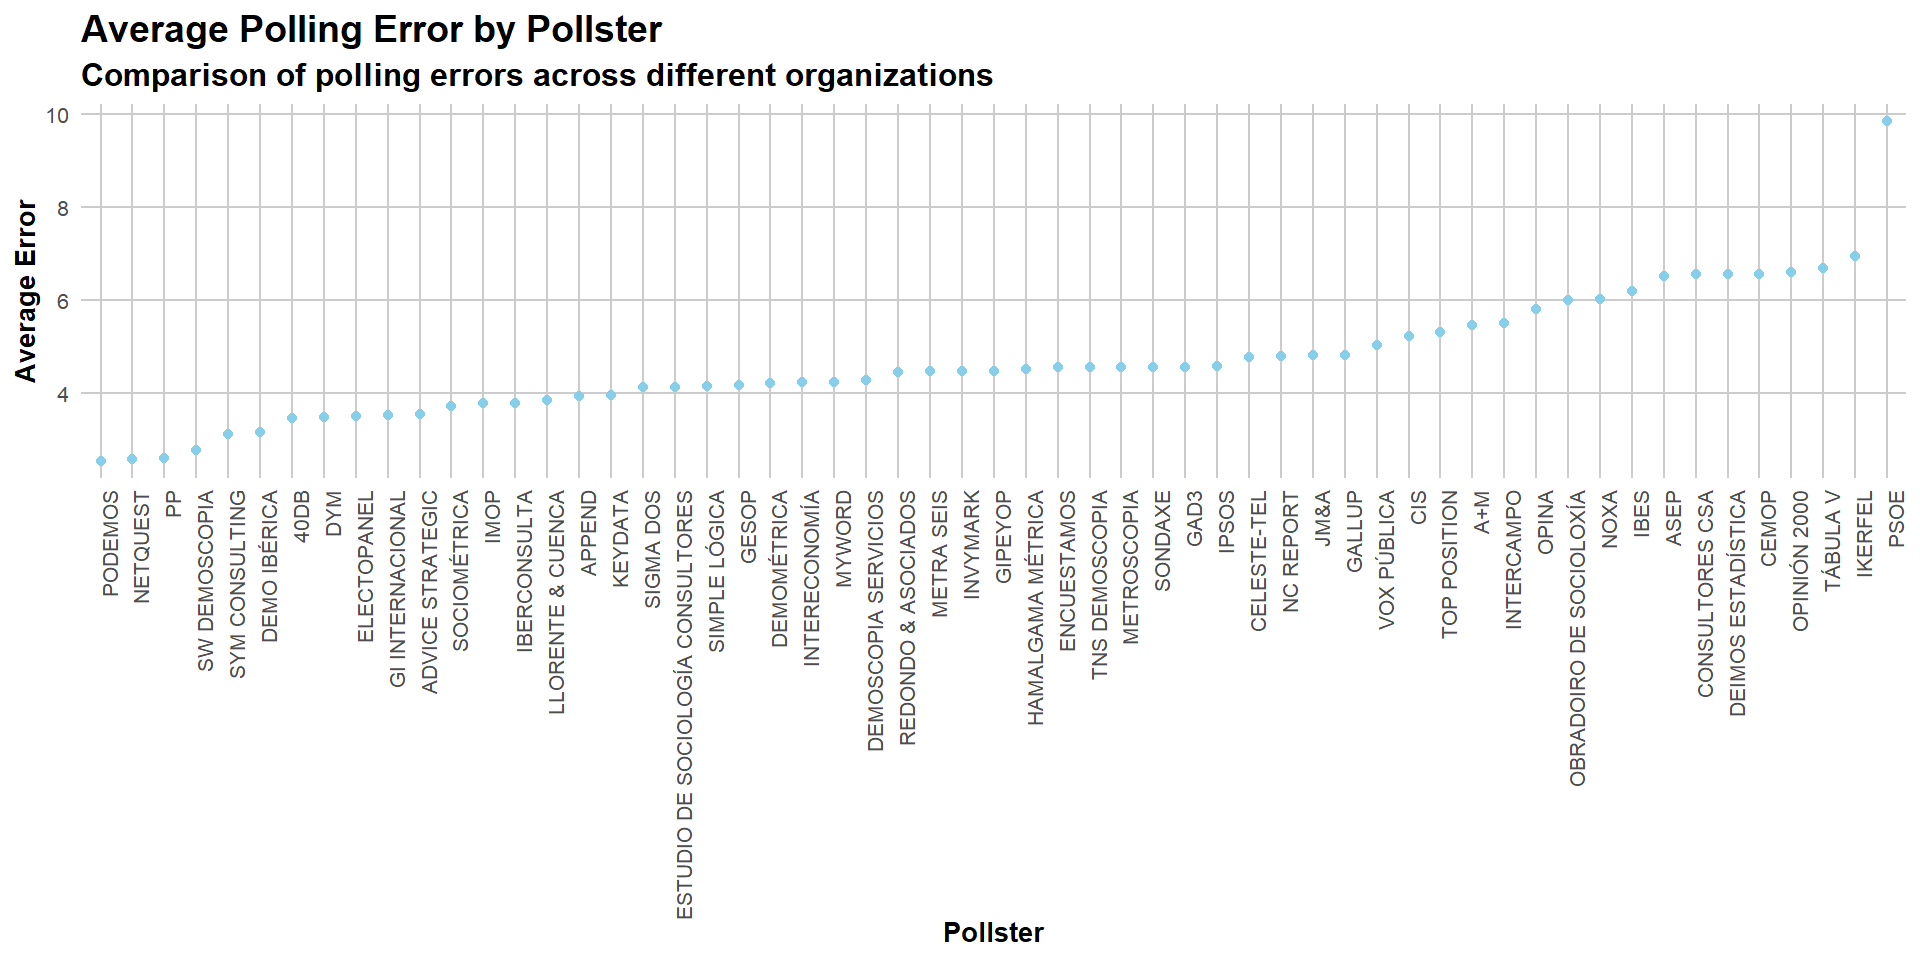 Average Polling Error by Pollster
Comparison of polling errors across different organizations
10
8
6
4
Average Error
PODEMOS
NETQUEST
PP
SW DEMOSCOPIA
SYM CONSULTING
DEMO IBÉRICA
40DB
DYM
ELECTOPANEL
GI INTERNACIONAL
ADVICE STRATEGIC
SOCIOMÉTRICA
IMOP
IBERCONSULTA
LLORENTE & CUENCA
APPEND
KEYDATA
SIGMA DOS
ESTUDIO DE SOCIOLOGÍA CONSULTORES
SIMPLE LÓGICA
GESOP
DEMOMÉTRICA
INTERECONOMÍA
MYWORD
DEMOSCOPIA SERVICIOS
REDONDO & ASOCIADOS
METRA SEIS
INVYMARK
GIPEYOP
HAMALGAMA MÉTRICA
ENCUESTAMOS
TNS DEMOSCOPIA
METROSCOPIA
SONDAXE
GAD3
IPSOS
CELESTE-TEL
NC REPORT
JM&A
GALLUP
VOX PÚBLICA
CIS
TOP POSITION
A+M
INTERCAMPO
OPINA
OBRADOIRO DE SOCIOLOXÍA
NOXA
IBES
ASEP
CONSULTORES CSA
DEIMOS ESTADÍSTICA
CEMOP
OPINIÓN 2000
TÁBULA V
IKERFEL
PSOE
Pollster